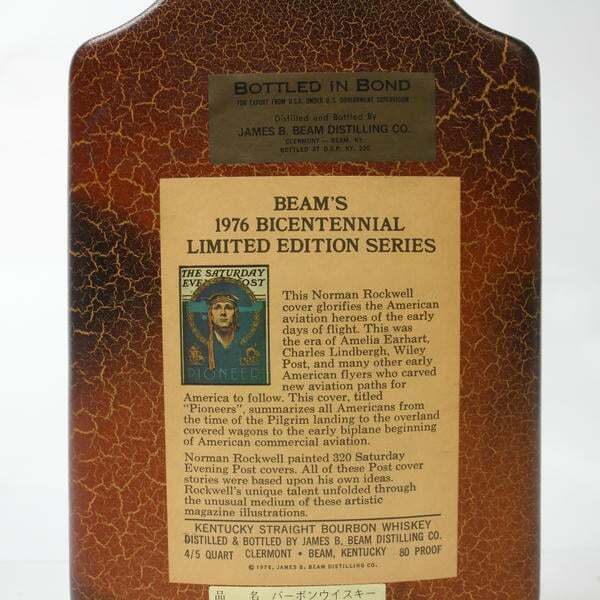 BOTTLED IN BOND
FOR EXPORT FROM U.S.A. UNDER U.S. GOVERNMENT SUPERVISION
Distilled and Bottled By
JAMES B. BEAM DISTILLING CO.
CLERMONT — BEAM, KY.
BOTTLED AT D.S.P. KY. 230
BEAM'S
1976 BICENTENNIAL
LIMITED EDITION SERIES
THE SATURDAY
EVENING POST
PIONEER
This Norman Rockwell
cover glorifies the American
aviation heroes of the early
days of flight. This was
the era of Amelia Earhart,
Charles Lindbergh, Wiley
Post, and many other early
American flyers who carved
new aviation paths for
America to follow. This cover, titled
"Pioneers", summarizes all Americans from
the time of the Pilgrim landing to the overland
covered wagons to the early biplane beginning
of American commercial aviation.
Norman Rockwell painted 320 Saturday
Evening Post covers. All of these Post cover
stories were based upon his own ideas.
Rockwell's unique talent unfolded through
the unusual medium of these artistic
magazine illustrations.
KENTUCKY STRAIGHT BOURBON WHISKEY
DISTILLED & BOTTLED BY JAMES B. BEAM DISTILLING CO.
4/5 QUART CLERMONT • BEAM, KENTUCKY 80 PROOF
© 1976, JAMES B. BEAM DISTILLING CO.
品 名 バーボンウイスキー